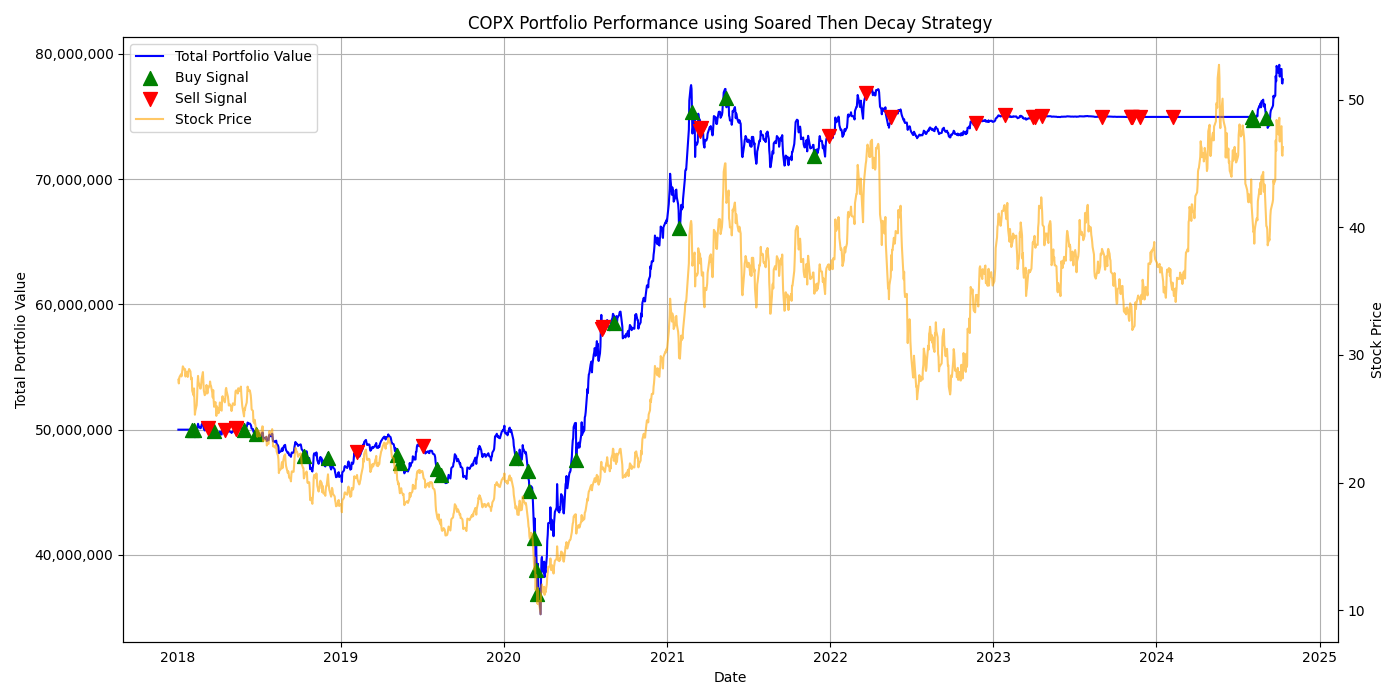 COPX Portfolio Performance using Soared Then Decay Strategy
Total Portfolio Value
Buy Signal
Sell Signal
Stock Price
80,000,000
70,000,000
60,000,000
50,000,000
40,000,000
Total Portfolio Value
50
40
30
20
10
Stock Price
2018
2019
2020
2021
2022
2023
2024
2025
Date